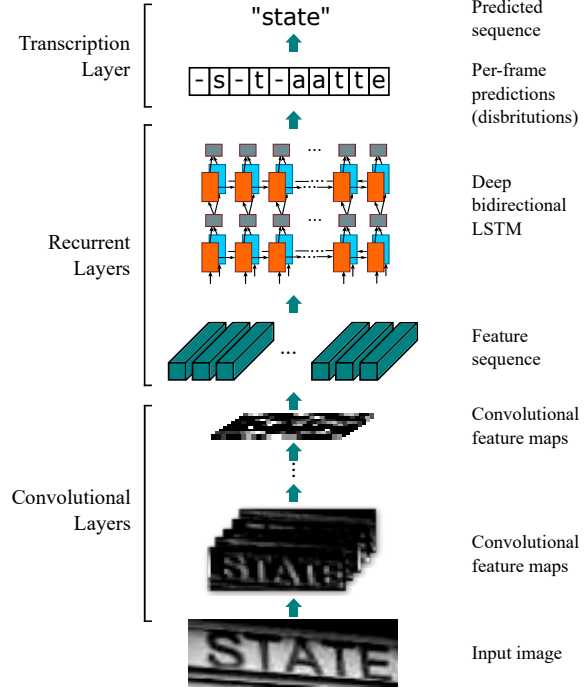 "state"
Predicted
sequence
Transcription
Layer
-s-t-aatte
Per-frame
predictions
(disbritutions)
...
Deep
bidirectional
LSTM
...
Recurrent
Layers
...
Feature
sequence
Convolutional
feature maps
...
Convolutional
Layers
STATE
Convolutional
feature maps
STATE
Input image